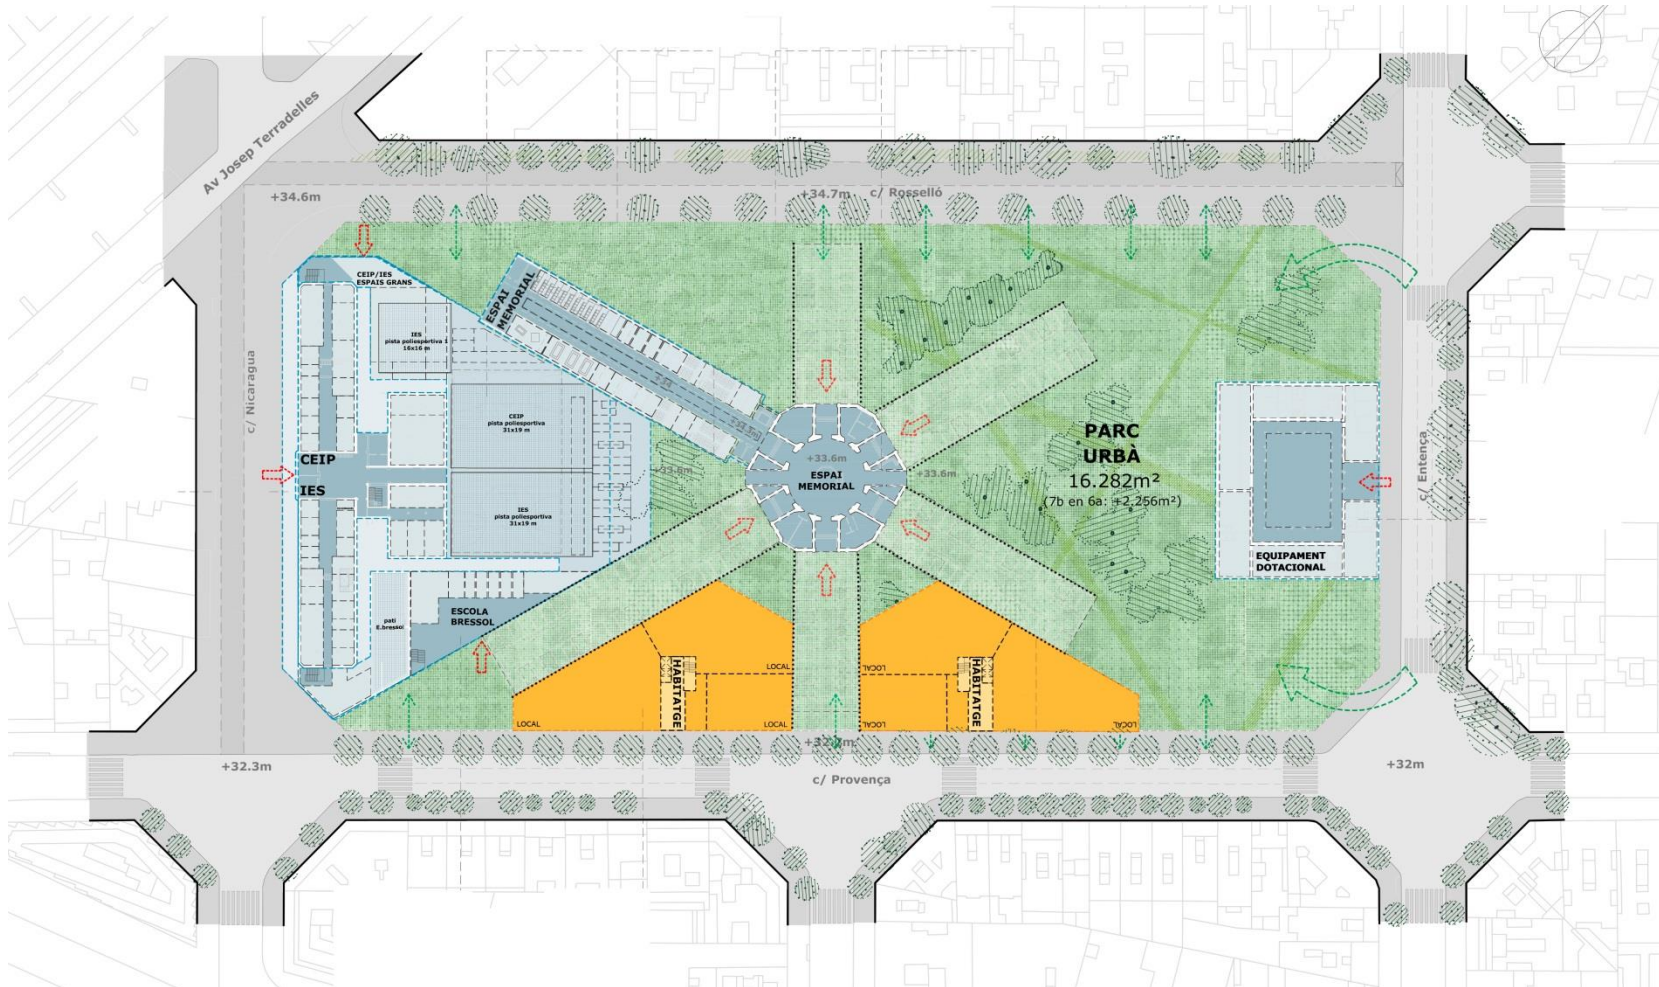 Av Josep Terradelles
+34.6m
+34.7m
c/ Rosselló
CEIP/IES
ESPAIS GRANS
ESPAI
MEMORIAL
IES
pista poliesportiva 1
16x16 m
c/ Nicaragua
CEIP
pista poliesportiva
31x19 m
CEIP
IES
IES
pista poliesportiva
31x19 m
+33.6m
+33.6m
ESPAI
MEMORIAL
+33.6m
PARC
URBÀ
16.282m²
(7b en 6a: +2.256m²)
c/ Entença
EQUIPAMENT
DOTACIONAL
pati
E.bressol
ESCOLA
BRESSOL
LOCAL
HABITATGE
LOCAL
LOCAL
LOCAL
LOCAL
HABITATGE
LOCAL
+32.3m
c/ Provença
+32m